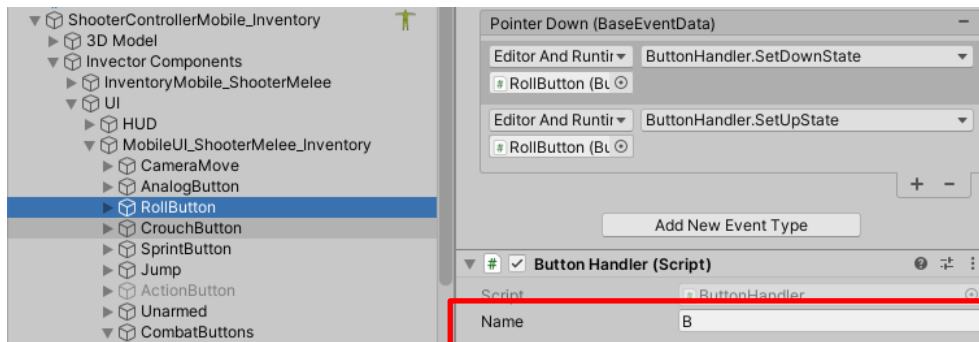 ShooterControllerMobile_Inventory
3D Model
Invector Components
InventoryMobile_ShooterMelee
UI
HUD
MobileUI_ShooterMelee_Inventory
CameraMove
AnalogButton
RollButton
CrouchButton
SprintButton
Jump
ActionButton
Unarmed
CombatButtons
Pointer Down (BaseEventData)
Editor And Runtir ButtonHandler.SetDownState
# RollButton (Bu
Editor And Runtir ButtonHandler.SetUpState
# RollButton (Bu
+ −
Add New Event Type
# Button Handler (Script)
Script # ButtonHandler
Name B